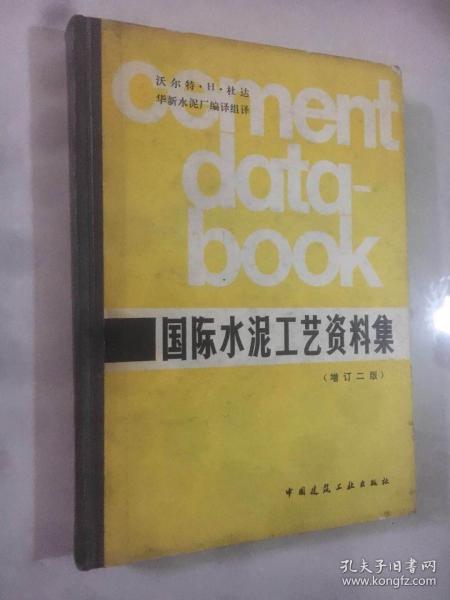 沃尔特·H·杜达
华新水泥厂编译组译
cement
data-
book
国际水泥工艺资料集
(增订二版)
中国建筑工业出版社
孔夫子旧书网
www.kongfz.com